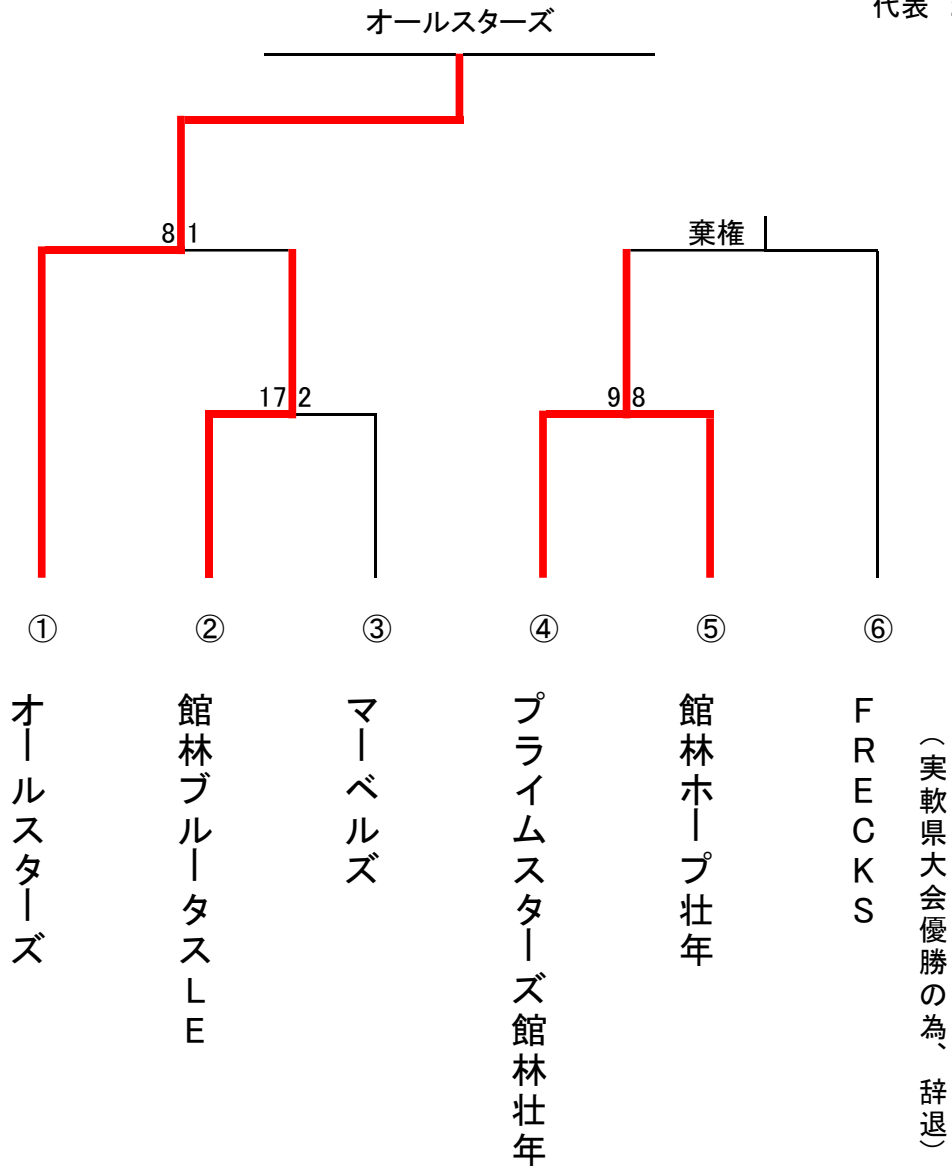 代表
オールスターズ
8 1
棄権
17 2
9 8
① ② ③ ④ ⑤ ⑥
オールスターズ
館林ブルータスLE
マーベルズ
プライムスターズ館林壮年
館林ホープ壮年
FRECKS
（実軟県大会優勝の為、辞退）